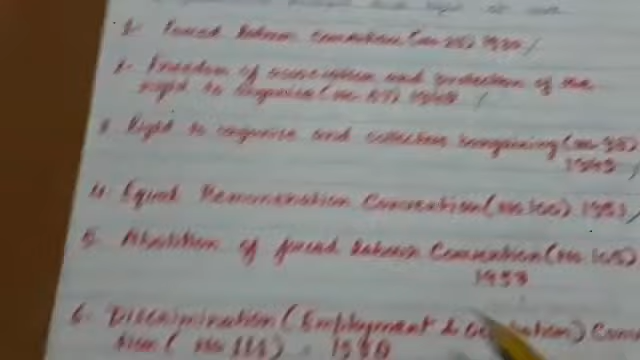 1- Forced Labour Convention (no 29) 1930 /
2- Freedom of association and protection of the
right to organise (no 87) 1948 /
3 Right to organise and collective bargaining (no 98)
1949 /
4 Equal Remuneration Convention (No 100) 1951 /
5. Abolition of forced Labour Convention (No 105)
1957
6- Discrimination (Employment & Occupation) Conven
tion ( no 111) - 1958